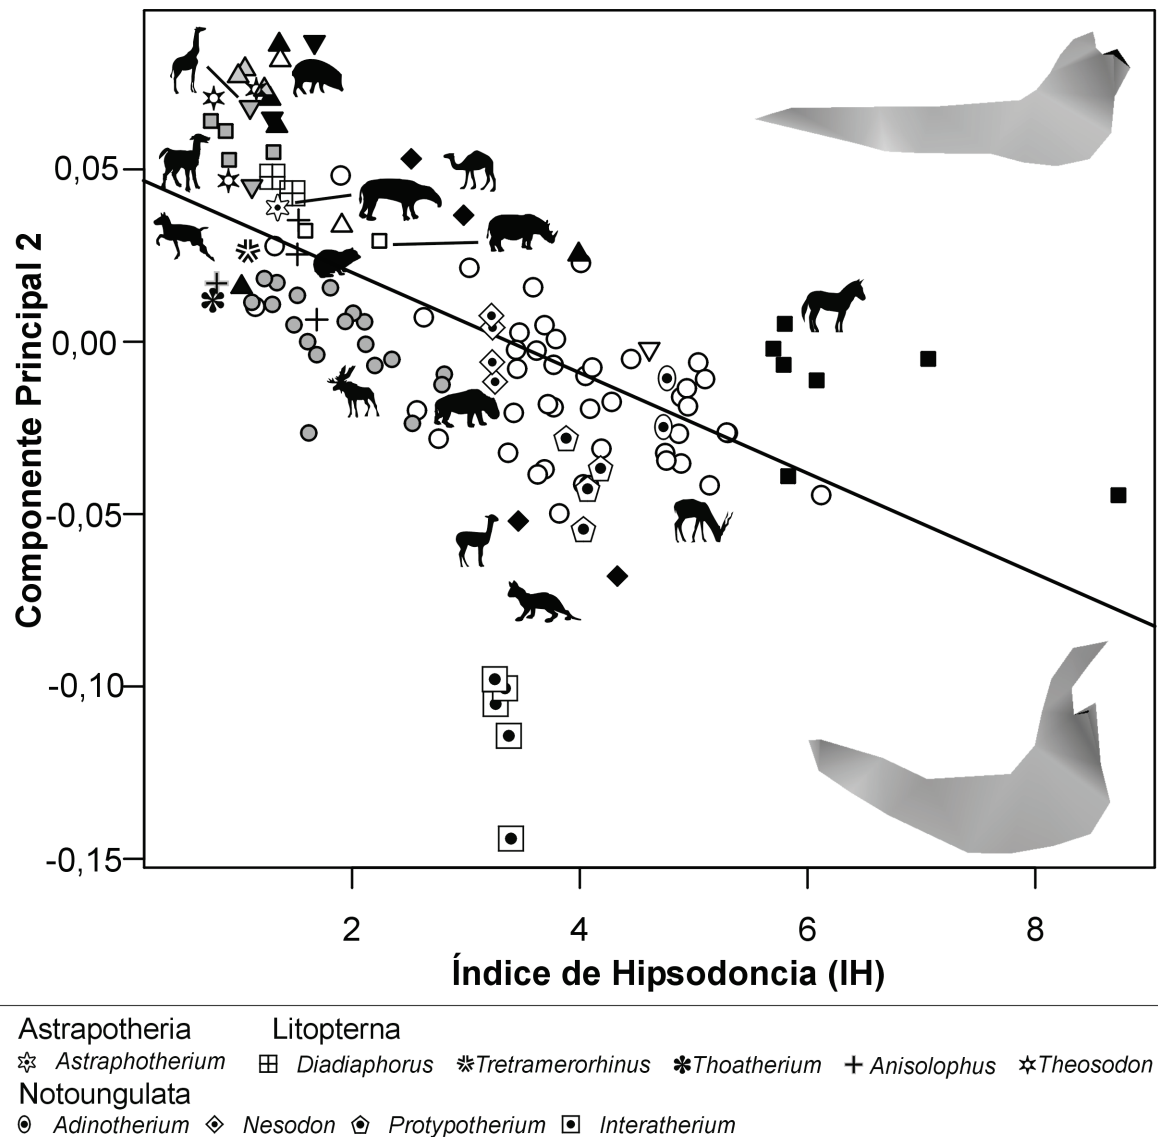 0,05
0,00
-0,05
-0,10
-0,15
Componente Principal 2
2 4 6 8
Índice de Hipsodoncia (IH)
Astrapotheria Litopterna
Astraphotherium Diadiaphorus Tretramerorhinus Thoatherium Anisolophus Theosodon
Notoungulata
Adinotherium Nesodon Protypotherium Interatherium